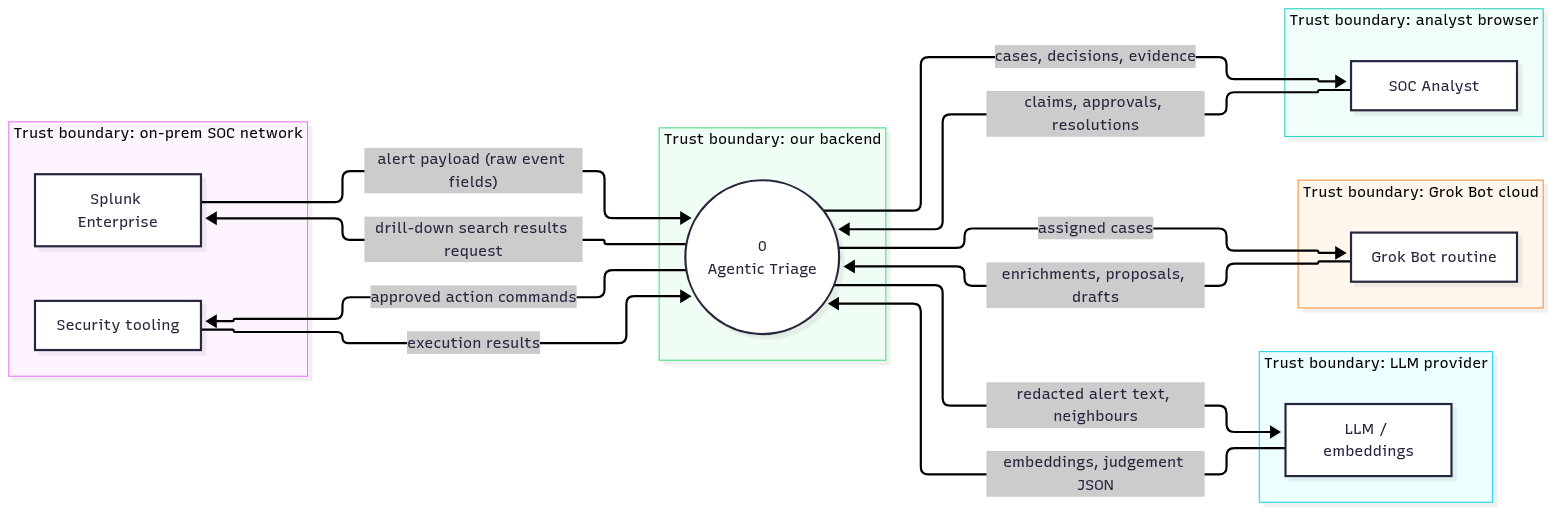 Trust boundary: analyst browser
cases, decisions, evidence
SOC Analyst
claims, approvals,
resolutions
Trust boundary: on-prem SOC network
Trust boundary: our backend
alert payload (raw event
fields)
Splunk
Enterprise
drill-down search results
request
0
Agentic Triage
approved action commands
Security tooling
execution results
Trust boundary: Grok Bot cloud
assigned cases
Grok Bot routine
enrichments, proposals,
drafts
Trust boundary: LLM provider
redacted alert text,
neighbours
LLM /
embeddings
embeddings, judgement
JSON